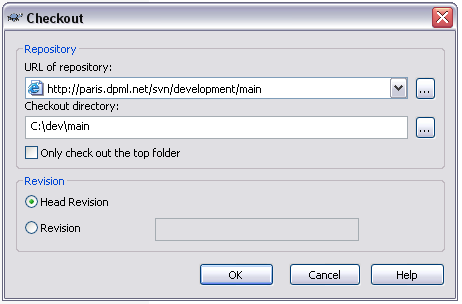 Checkout
Repository
URL of repository:
http://paris.dpml.net/svn/development/main
...
Checkout directory:
C:\dev\main
...
Only check out the top folder
Revision
Head Revision
Revision
OK Cancel Help